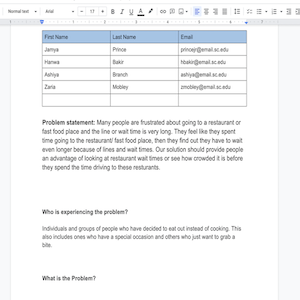 Normal text Arial 17
First Name Last Name Email
Jamya Prince princejr@email.sc.edu
Hanwa Bakir hbakir@email.sc.edu
Ashiya Branch ashiya@email.sc.edu
Zaria Mobley zmobley@email.sc.edu
Problem statement: Many people are frustrated about going to a restaurant or
fast food place and the line or wait time is very long. They feel like they spent
time going to the restaurant/ fast food place, then they find out they have to wait
even longer because of lines and wait times. Our solution should provide people
an advantage of looking at restaurant wait times or see how crowded it is before
they spend the time driving to these resturants.
Who is experiencing the problem?
Individuals and groups of people who have decided to eat out instead of cooking. This
also includes ones who have a special occasion and others who just want to grab a
bite.
What is the Problem?